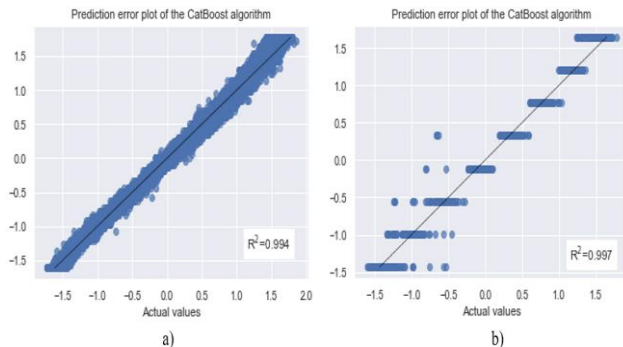 Prediction error plot of the CatBoost algorithm
1.5
1.0
0.5
0.0
−0.5
−1.0
−1.5
R²=0.994
−1.5 −1.0 −0.5 0.0 0.5 1.0 1.5 2.0
Actual values
a)
Prediction error plot of the CatBoost algorithm
1.5
1.0
0.5
0.0
−0.5
−1.0
−1.5
R²=0.997
−1.5 −1.0 −0.5 0.0 0.5 1.0 1.5
Actual values
b)